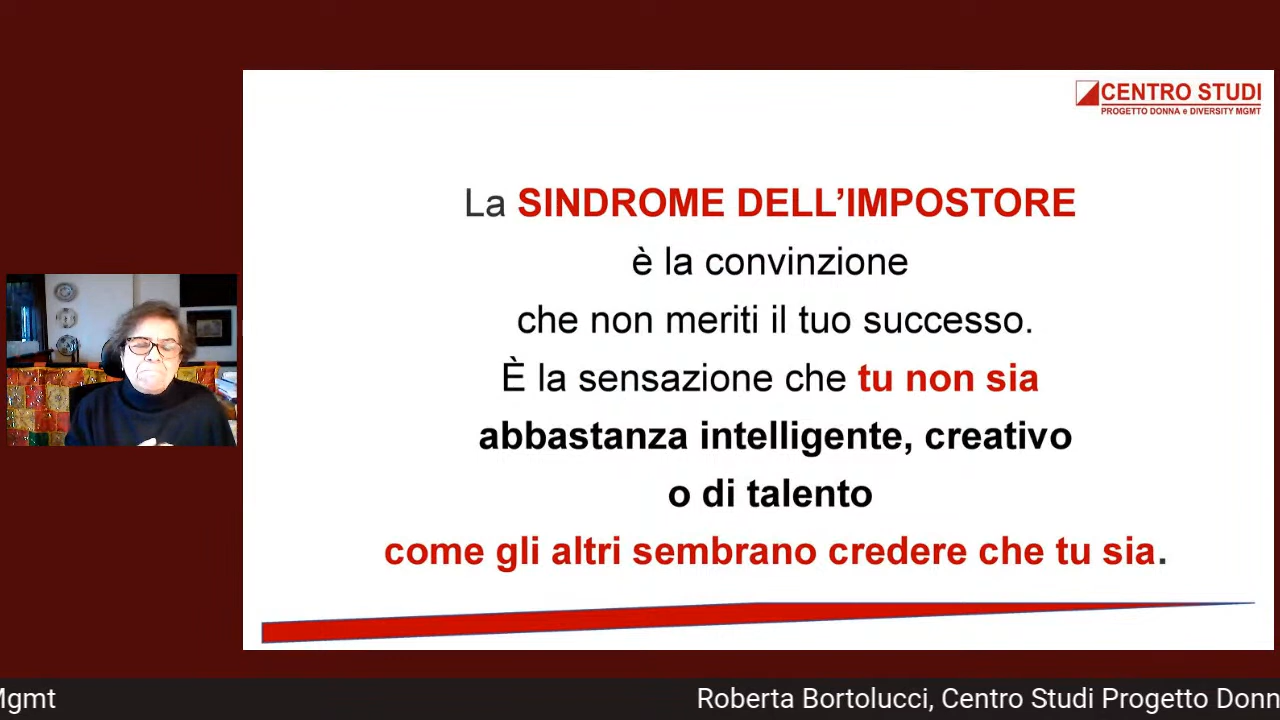 CENTRO STUDI
PROGETTO DONNA e DIVERSITY MGMT
La SINDROME DELL’IMPOSTORE
è la convinzione
che non meriti il tuo successo.
È la sensazione che tu non sia
abbastanza intelligente, creativo
o di talento
come gli altri sembrano credere che tu sia.
Mgmt Roberta Bortolucci, Centro Studi Progetto Donn